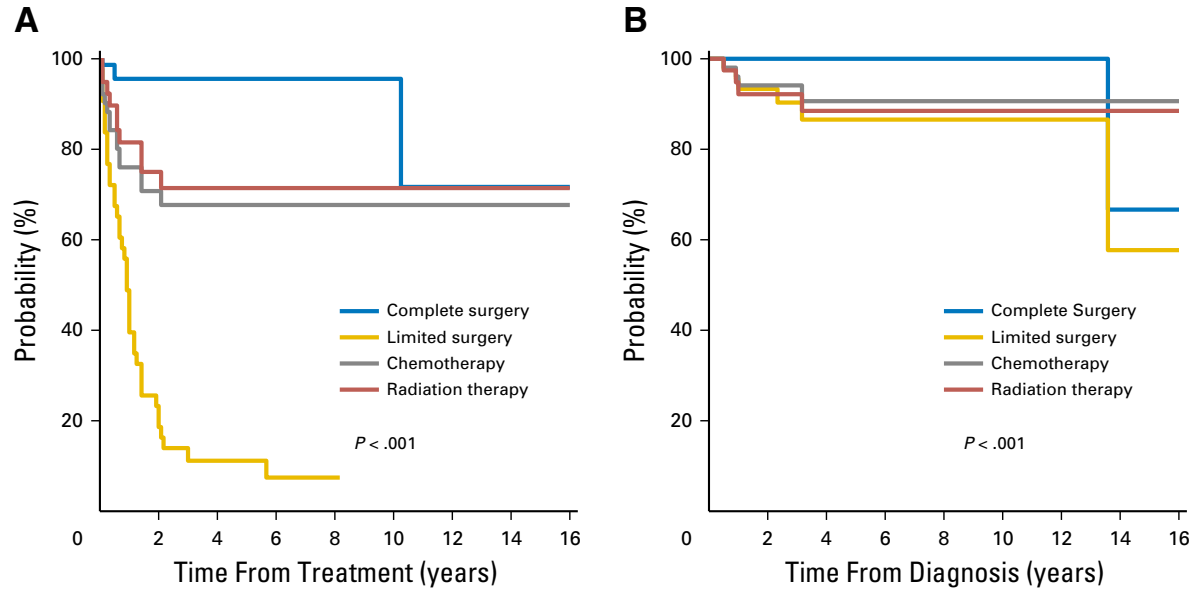 A
Probability (%)
100
80
60
40
20
0
2
4
6
8
10
12
14
16
Time From Treatment (years)
Complete surgery
Limited surgery
Chemotherapy
Radiation therapy
P < .001
B
Probability (%)
100
80
60
40
20
0
2
4
6
8
10
12
14
16
Time From Diagnosis (years)
Complete Surgery
Limited surgery
Chemotherapy
Radiation therapy
P < .001